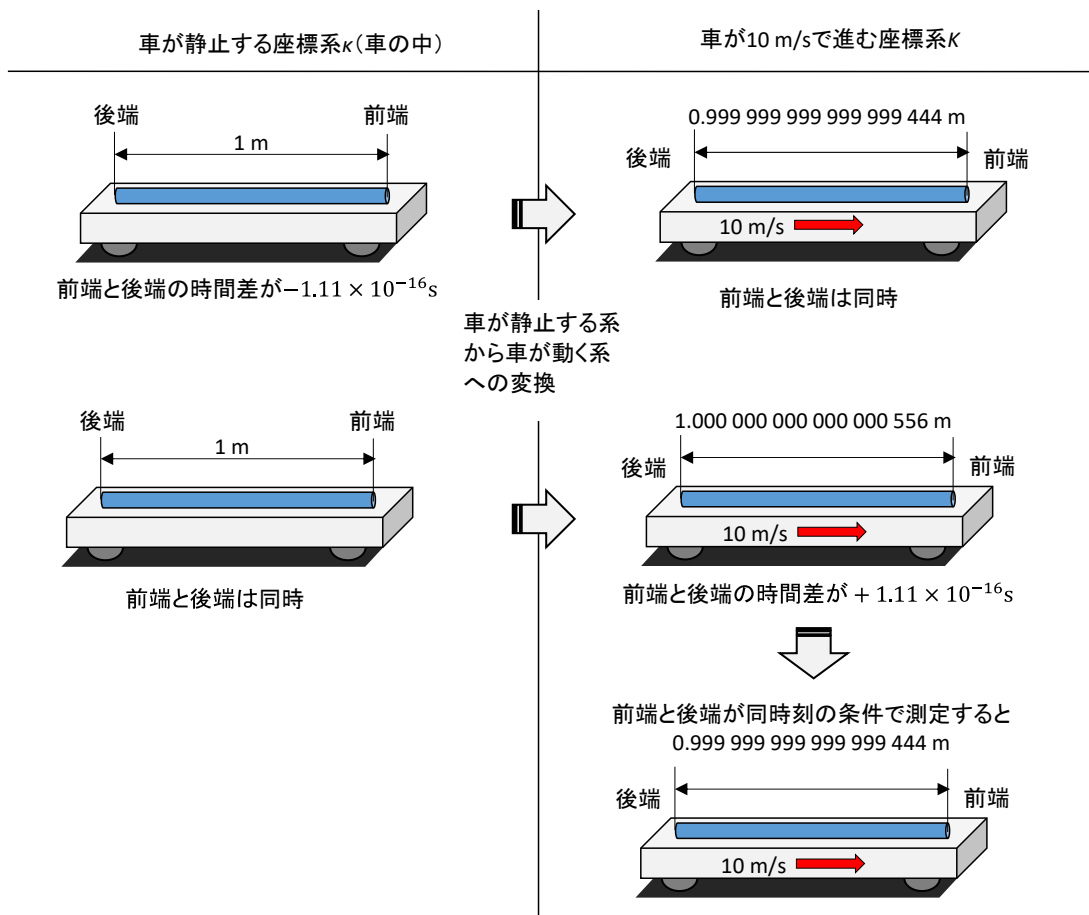 車が静止する座標系κ(車の中)
車が10 m/sで進む座標系K
後端
前端
1 m
前端と後端の時間差が−1.11 × 10⁻¹⁶s
0.999 999 999 999 999 444 m
後端
前端
10 m/s
前端と後端は同時
車が静止する系
から車が動く系
への変換
後端
前端
1 m
前端と後端は同時
1.000 000 000 000 000 556 m
後端
前端
10 m/s
前端と後端の時間差が + 1.11 × 10⁻¹⁶s
前端と後端が同時刻の条件で測定すると
0.999 999 999 999 999 444 m
後端
前端
10 m/s